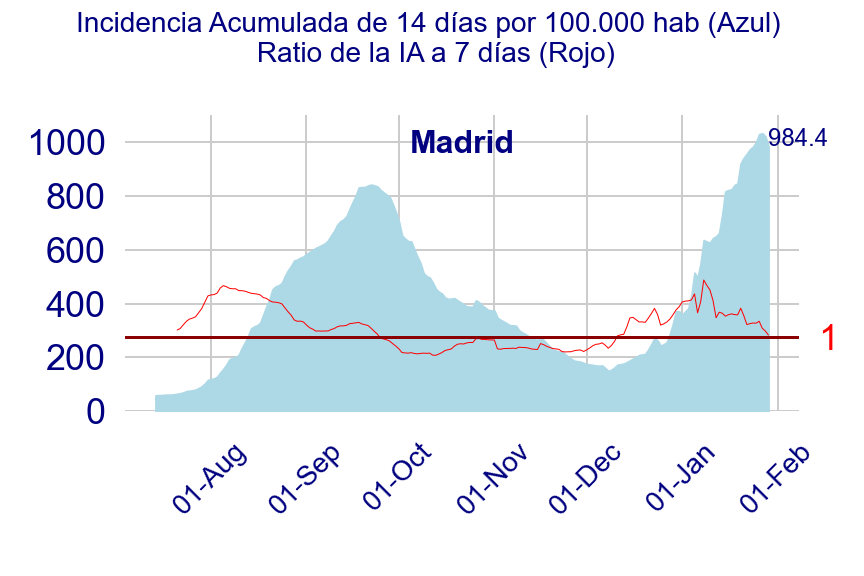 Incidencia Acumulada de 14 días por 100.000 hab (Azul)
Ratio de la IA a 7 días (Rojo)
Madrid
984.4
1000
800
600
400
200
0
1
01-Aug
01-Sep
01-Oct
01-Nov
01-Dec
01-Jan
01-Feb